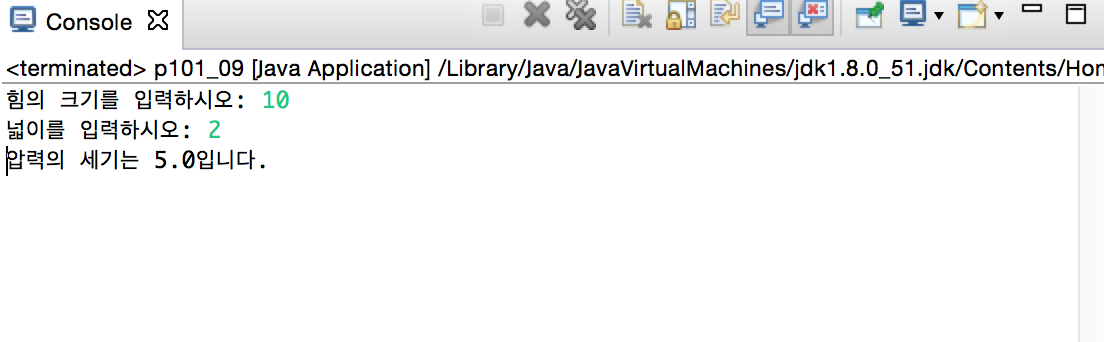 Console
<terminated> p101_09 [Java Application] /Library/Java/JavaVirtualMachines/jdk1.8.0_51.jdk/Contents/Hon
힘의 크기를 입력하시오: 10
넓이를 입력하시오: 2
압력의 세기는 5.0입니다.